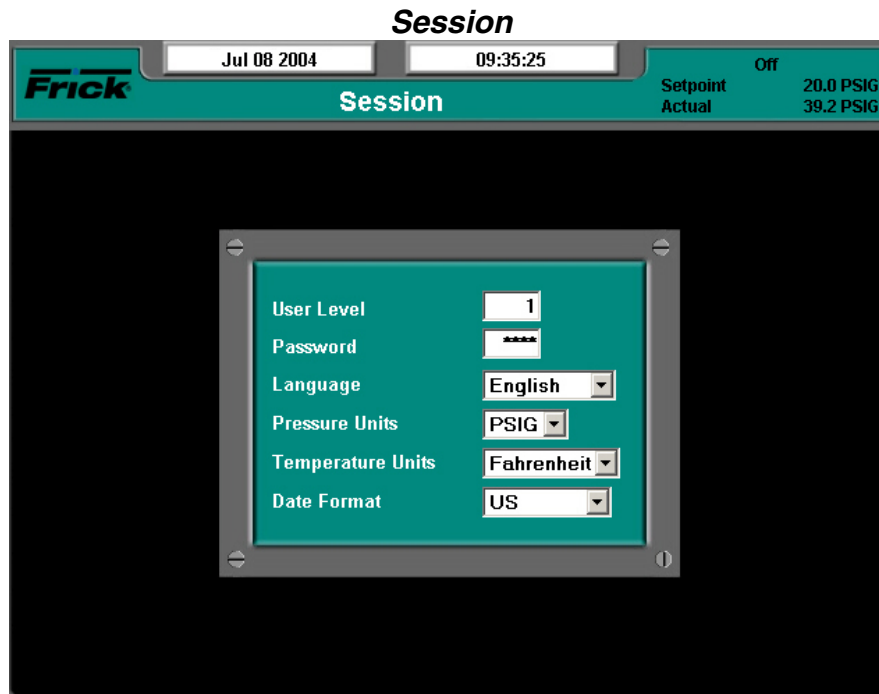 Session
Jul 08 2004
09:35:25
Off
Frick
Session
Setpoint 20.0 PSIG
Actual 39.2 PSIG
User Level 1
Password ****
Language English
Pressure Units PSIG
Temperature Units Fahrenheit
Date Format US